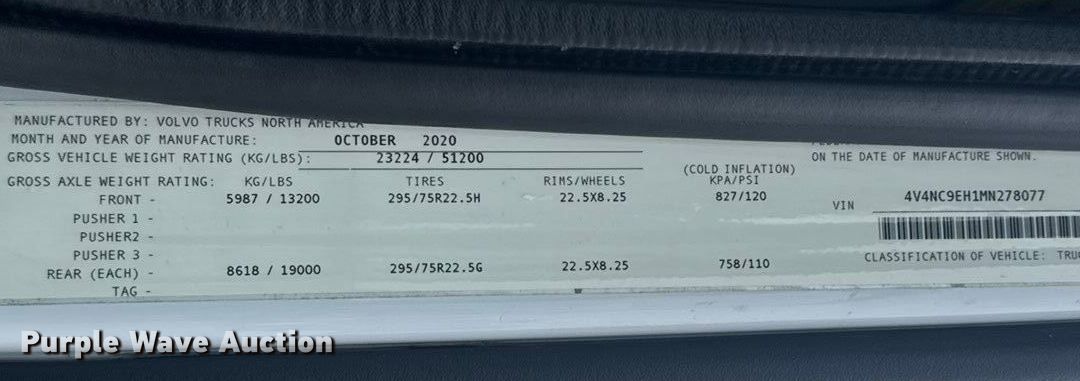 MANUFACTURED BY: VOLVO TRUCKS NORTH AMERICA
MONTH AND YEAR OF MANUFACTURE: OCTOBER 2020
GROSS VEHICLE WEIGHT RATING (KG/LBS): 23224 / 51200
ON THE DATE OF MANUFACTURE SHOWN.
(COLD INFLATION)
GROSS AXLE WEIGHT RATING: KG/LBS TIRES RIMS/WHEELS KPA/PSI
FRONT - 5987 / 13200 295/75R22.5H 22.5X8.25 827/120
VIN 4V4NC9EH1MN278077
PUSHER 1 -
PUSHER2 -
PUSHER 3 -
CLASSIFICATION OF VEHICLE:
REAR (EACH) - 8618 / 19000 295/75R22.5G 22.5X8.25 758/110
TAG -
Purple Wave Auction